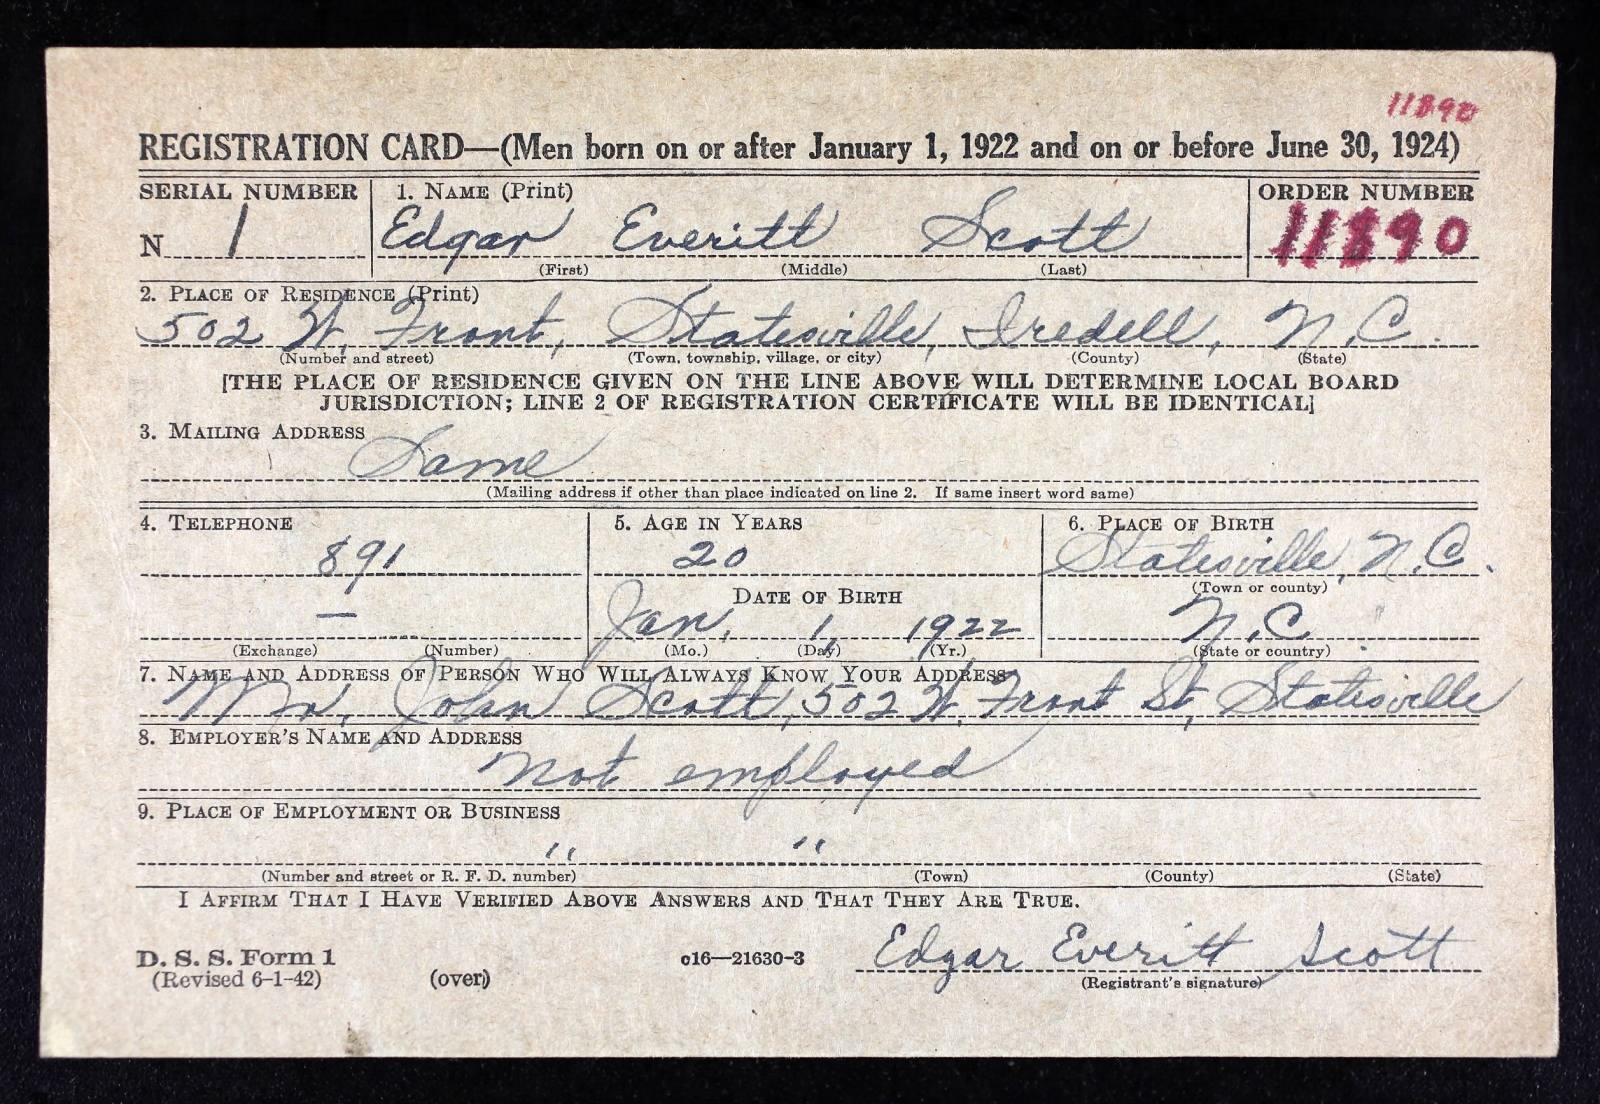 11890
REGISTRATION CARD—(Men born on or after January 1, 1922 and on or before June 30, 1924)
SERIAL NUMBER 1. NAME (Print) ORDER NUMBER
N 1 Edgar Everitt Scott 11890
(First) (Middle) (Last)
2. PLACE OF RESIDENCE (Print)
502 W. Front, Statesville, Iredell, N.C.
(Number and street) (Town, township, village, or city) (County) (State)
[THE PLACE OF RESIDENCE GIVEN ON THE LINE ABOVE WILL DETERMINE LOCAL BOARD
JURISDICTION; LINE 2 OF REGISTRATION CERTIFICATE WILL BE IDENTICAL]
3. MAILING ADDRESS
Same
(Mailing address if other than place indicated on line 2. If same insert word same)
4. TELEPHONE 5. AGE IN YEARS 6. PLACE OF BIRTH
891 20 Statesville, N.C.
(Town or county)
DATE OF BIRTH
— Jan. 1, 1922 N.C.
(Exchange) (Number) (Mo.) (Day) (Yr.) (State or country)
7. NAME AND ADDRESS OF PERSON WHO WILL ALWAYS KNOW YOUR ADDRESS
Mr. John Scott, 502 W. Front St, Statesville
8. EMPLOYER'S NAME AND ADDRESS
not employed
9. PLACE OF EMPLOYMENT OR BUSINESS
" "
(Number and street or R. F. D. number) (Town) (County) (State)
I AFFIRM THAT I HAVE VERIFIED ABOVE ANSWERS AND THAT THEY ARE TRUE.
Edgar Everitt Scott
D. S. S. Form 1 c16—21630-3
(Revised 6-1-42) (over) (Registrant's signature)